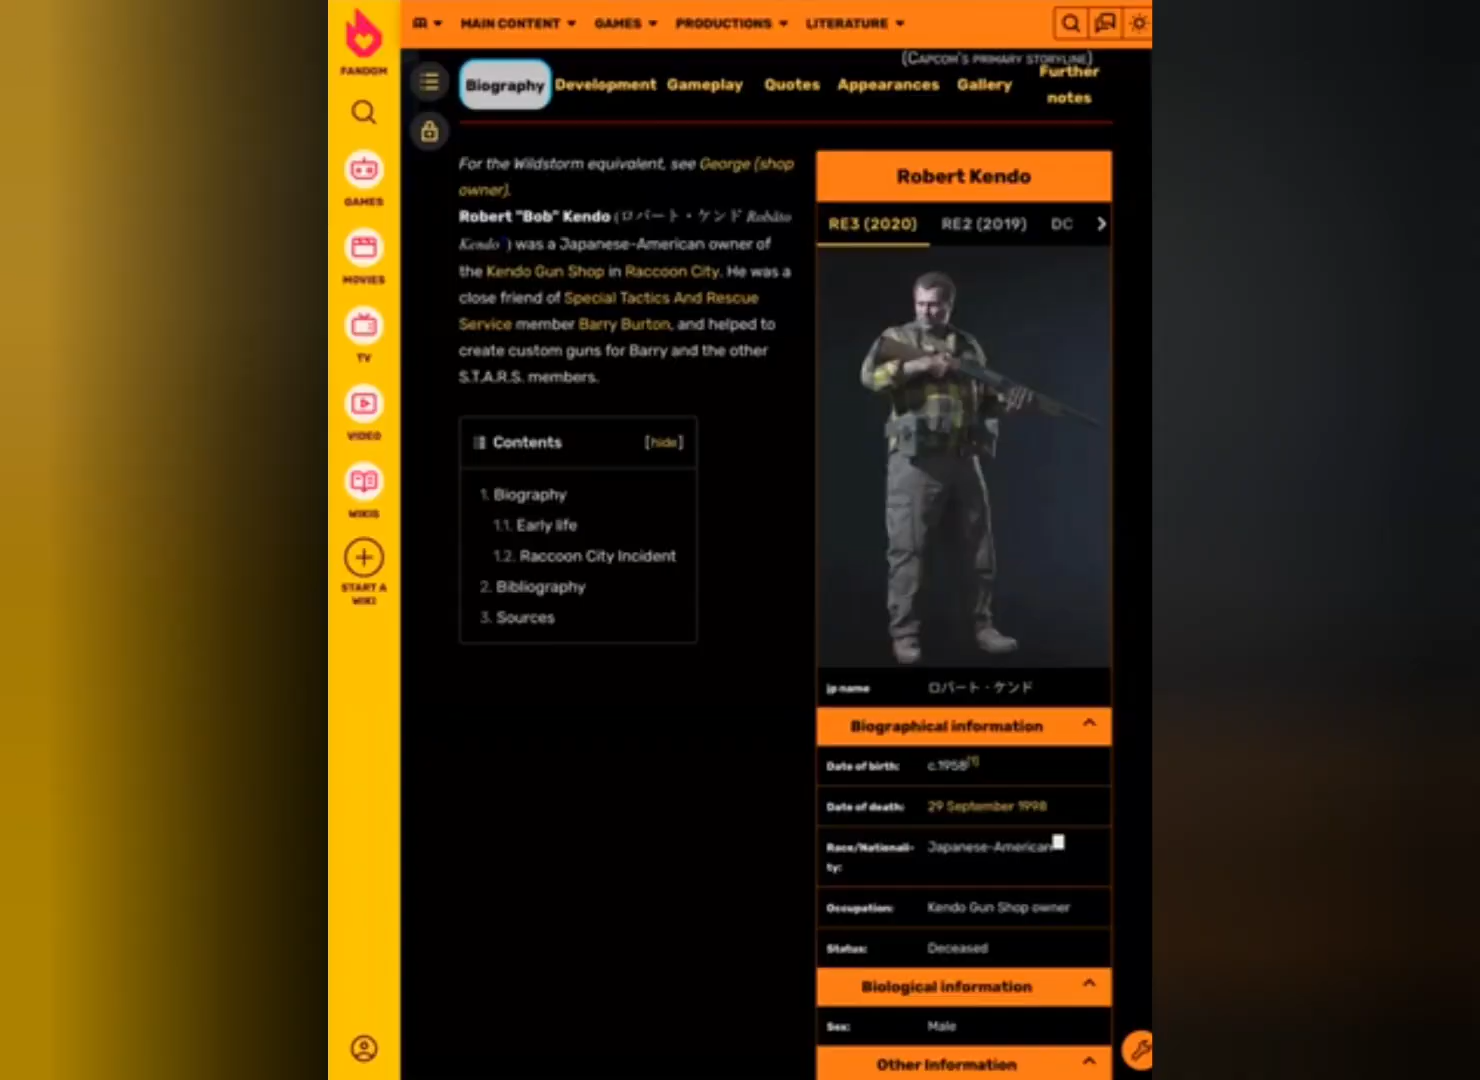 FANDOM
GAMES
MOVIES
TV
VIDEO
WIKIS
START A
WIKI
MAIN CONTENT
GAMES
PRODUCTIONS
LITERATURE
(Capcom's primary storyline)
Biography
Development
Gameplay
Quotes
Appearances
Gallery
Further
notes
For the Wildstorm equivalent, see George (shop
owner).
Robert "Bob" Kendo (ロバート・ケンド Robāto
Kendo ) was a Japanese-American owner of
the Kendo Gun Shop in Raccoon City. He was a
close friend of Special Tactics And Rescue
Service member Barry Burton, and helped to
create custom guns for Barry and the other
S.T.A.R.S. members.
Contents [hide]
1. Biography
1.1. Early life
1.2. Raccoon City Incident
2. Bibliography
3. Sources
Robert Kendo
RE3 (2020) RE2 (2019) DC
jp name ロバート・ケンド
Biographical information
Date of birth: c.1958[1]
Date of death: 29 September 1998
Race/Nationali-
ty:
Japanese-American
Occupation: Kendo Gun Shop owner
Status: Deceased
Biological information
Sex: Male
Other Information